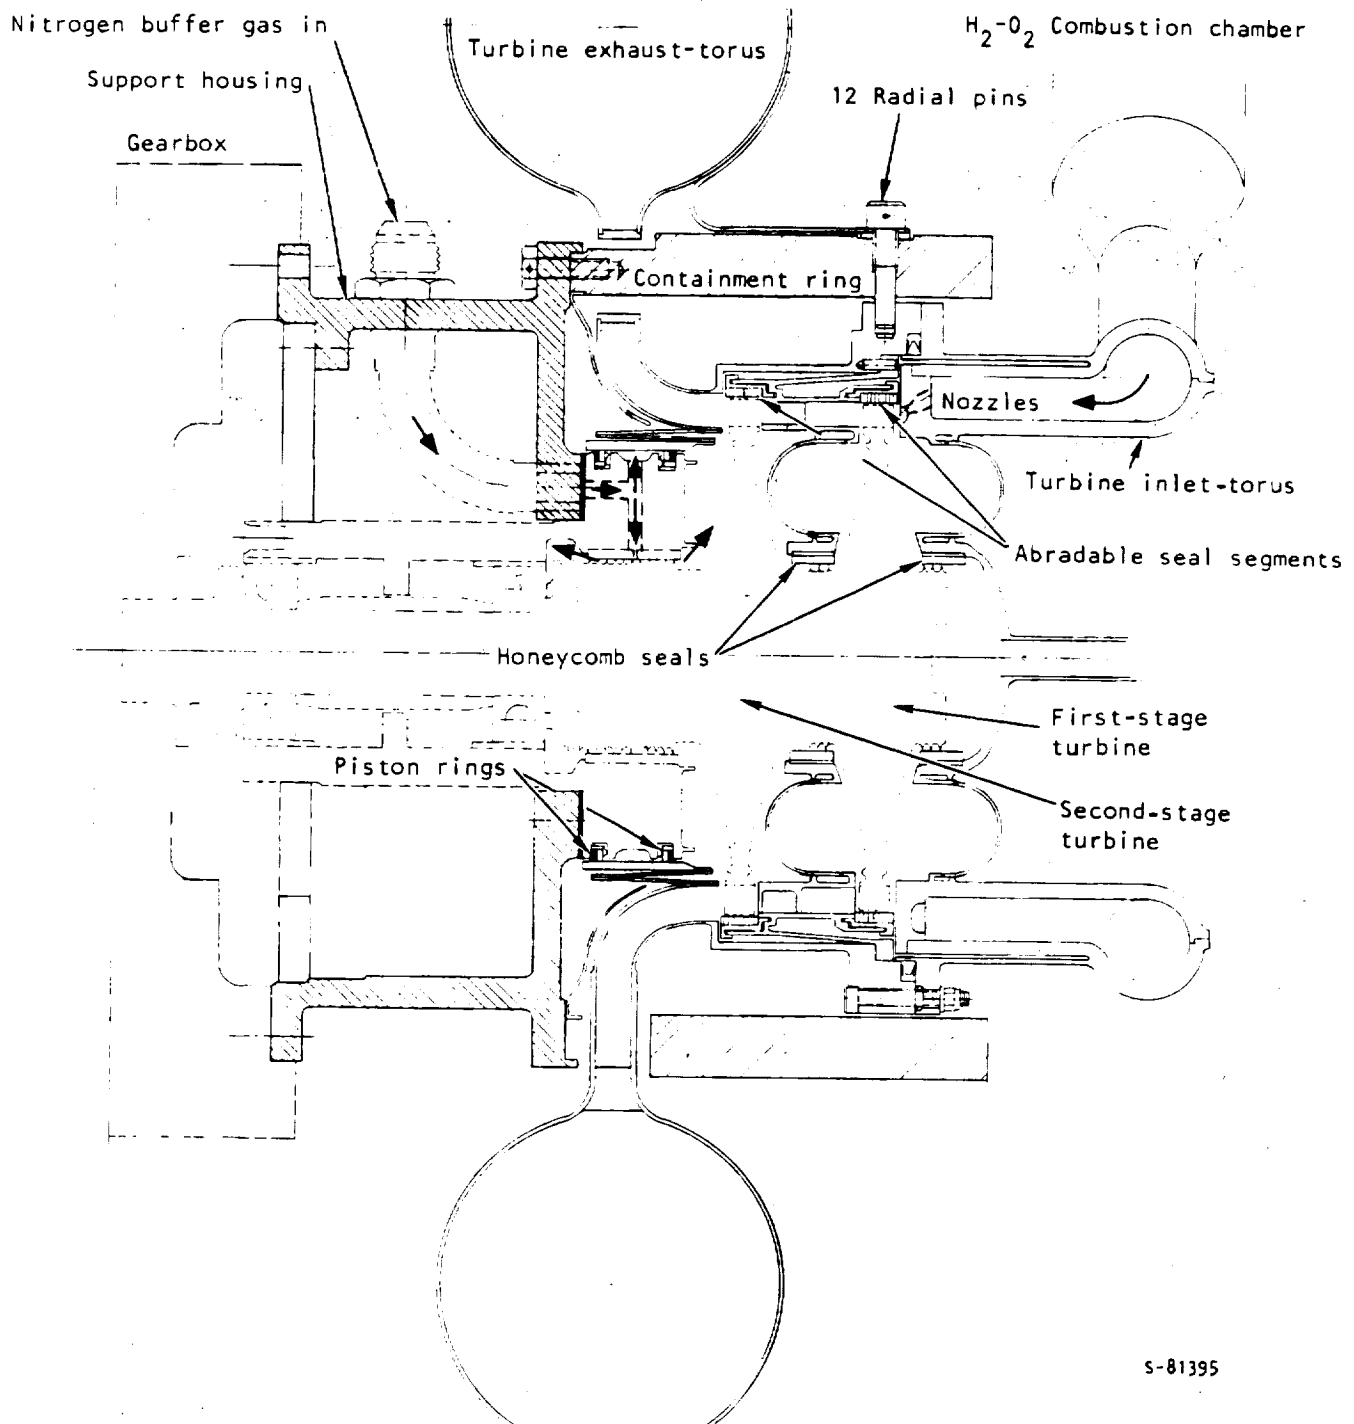 Nitrogen buffer gas in
Turbine exhaust-torus
H₂-O₂ Combustion chamber
Support housing
12 Radial pins
Gearbox
Containment ring
Nozzles
Turbine inlet-torus
Abradable seal segments
Honeycomb seals
First-stage
turbine
Piston rings
Second-stage
turbine
S-81395